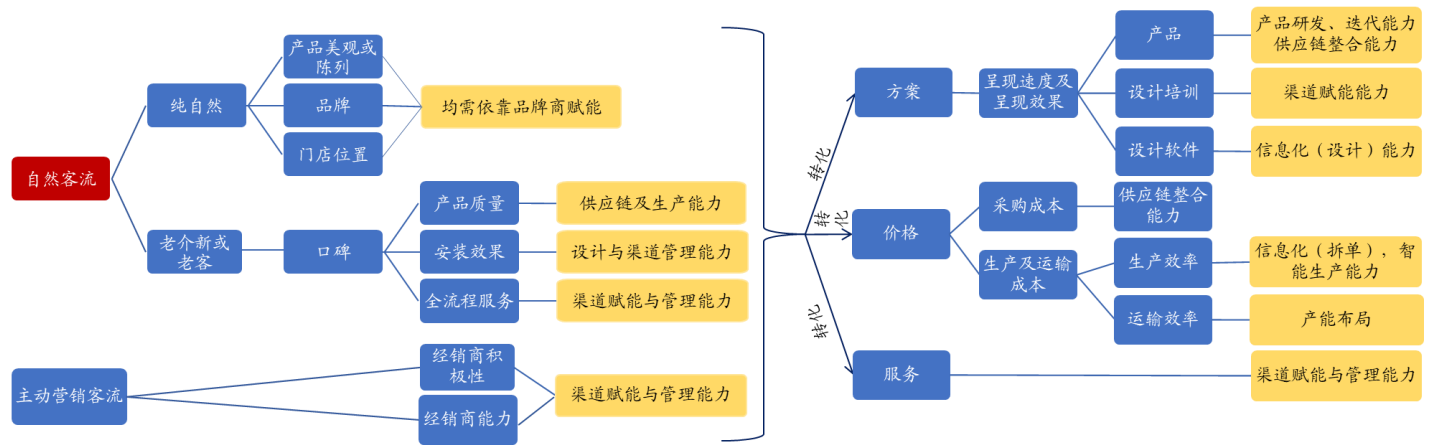 自然客流
纯自然
产品美观或
陈列
品牌
门店位置
均需依靠品牌商赋能
老介新或
老客
口碑
产品质量
供应链及生产能力
安装效果
设计与渠道管理能力
全流程服务
渠道赋能与管理能力
主动营销客流
经销商积
极性
经销商能力
渠道赋能与管理能力
转化
转化
转化
方案
呈现速度及
呈现效果
产品
产品研发、迭代能力
供应链整合能力
设计培训
渠道赋能能力
设计软件
信息化（设计）能力
价格
采购成本
供应链整合
能力
生产及运输
成本
生产效率
信息化（拆单），智
能生产能力
运输效率
产能布局
服务
渠道赋能与管理能力